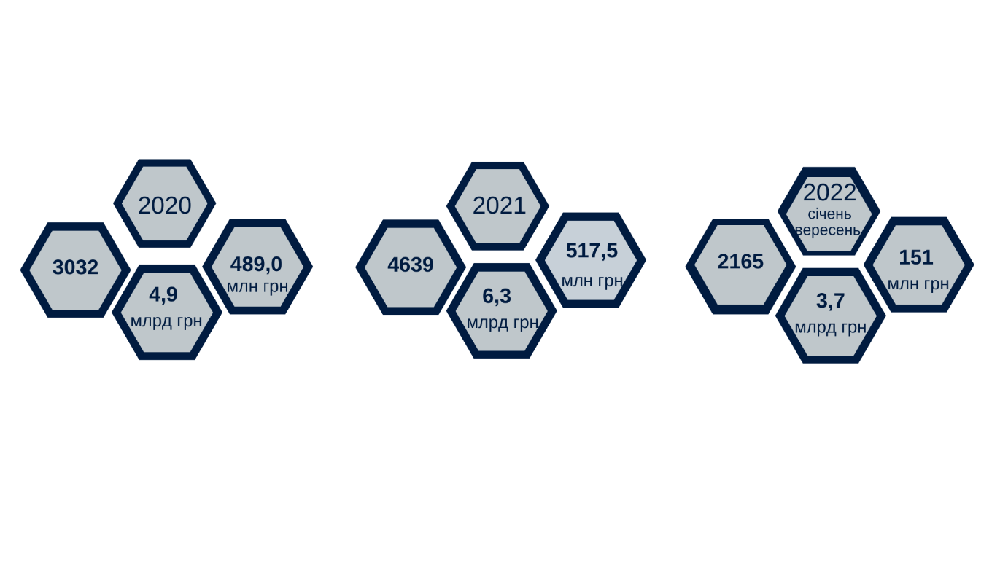 2020
3032
489,0
млн грн
4,9
млрд грн
2021
4639
517,5
млн грн
6,3
млрд грн
2022
січень
вересень
2165
151
млн грн
3,7
млрд грн